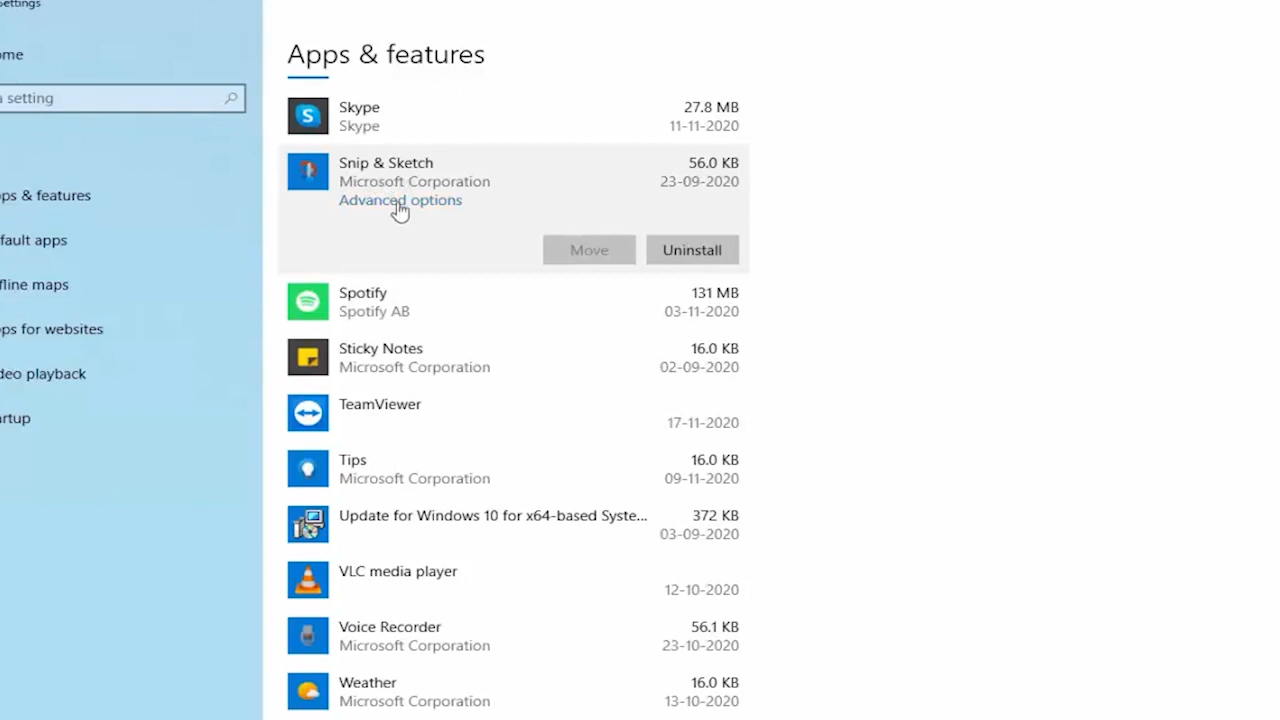 Settings
ome
a setting
ps & features
fault apps
fline maps
ps for websites
deo playback
artup
Apps & features
Skype 27.8 MB
Skype 11-11-2020
Snip & Sketch 56.0 KB
Microsoft Corporation 23-09-2020
Advanced options
Move Uninstall
Spotify 131 MB
Spotify AB 03-11-2020
Sticky Notes 16.0 KB
Microsoft Corporation 02-09-2020
TeamViewer
17-11-2020
Tips 16.0 KB
Microsoft Corporation 09-11-2020
Update for Windows 10 for x64-based Syste... 372 KB
03-09-2020
VLC media player
12-10-2020
Voice Recorder 56.1 KB
Microsoft Corporation 23-10-2020
Weather 16.0 KB
Microsoft Corporation 13-10-2020